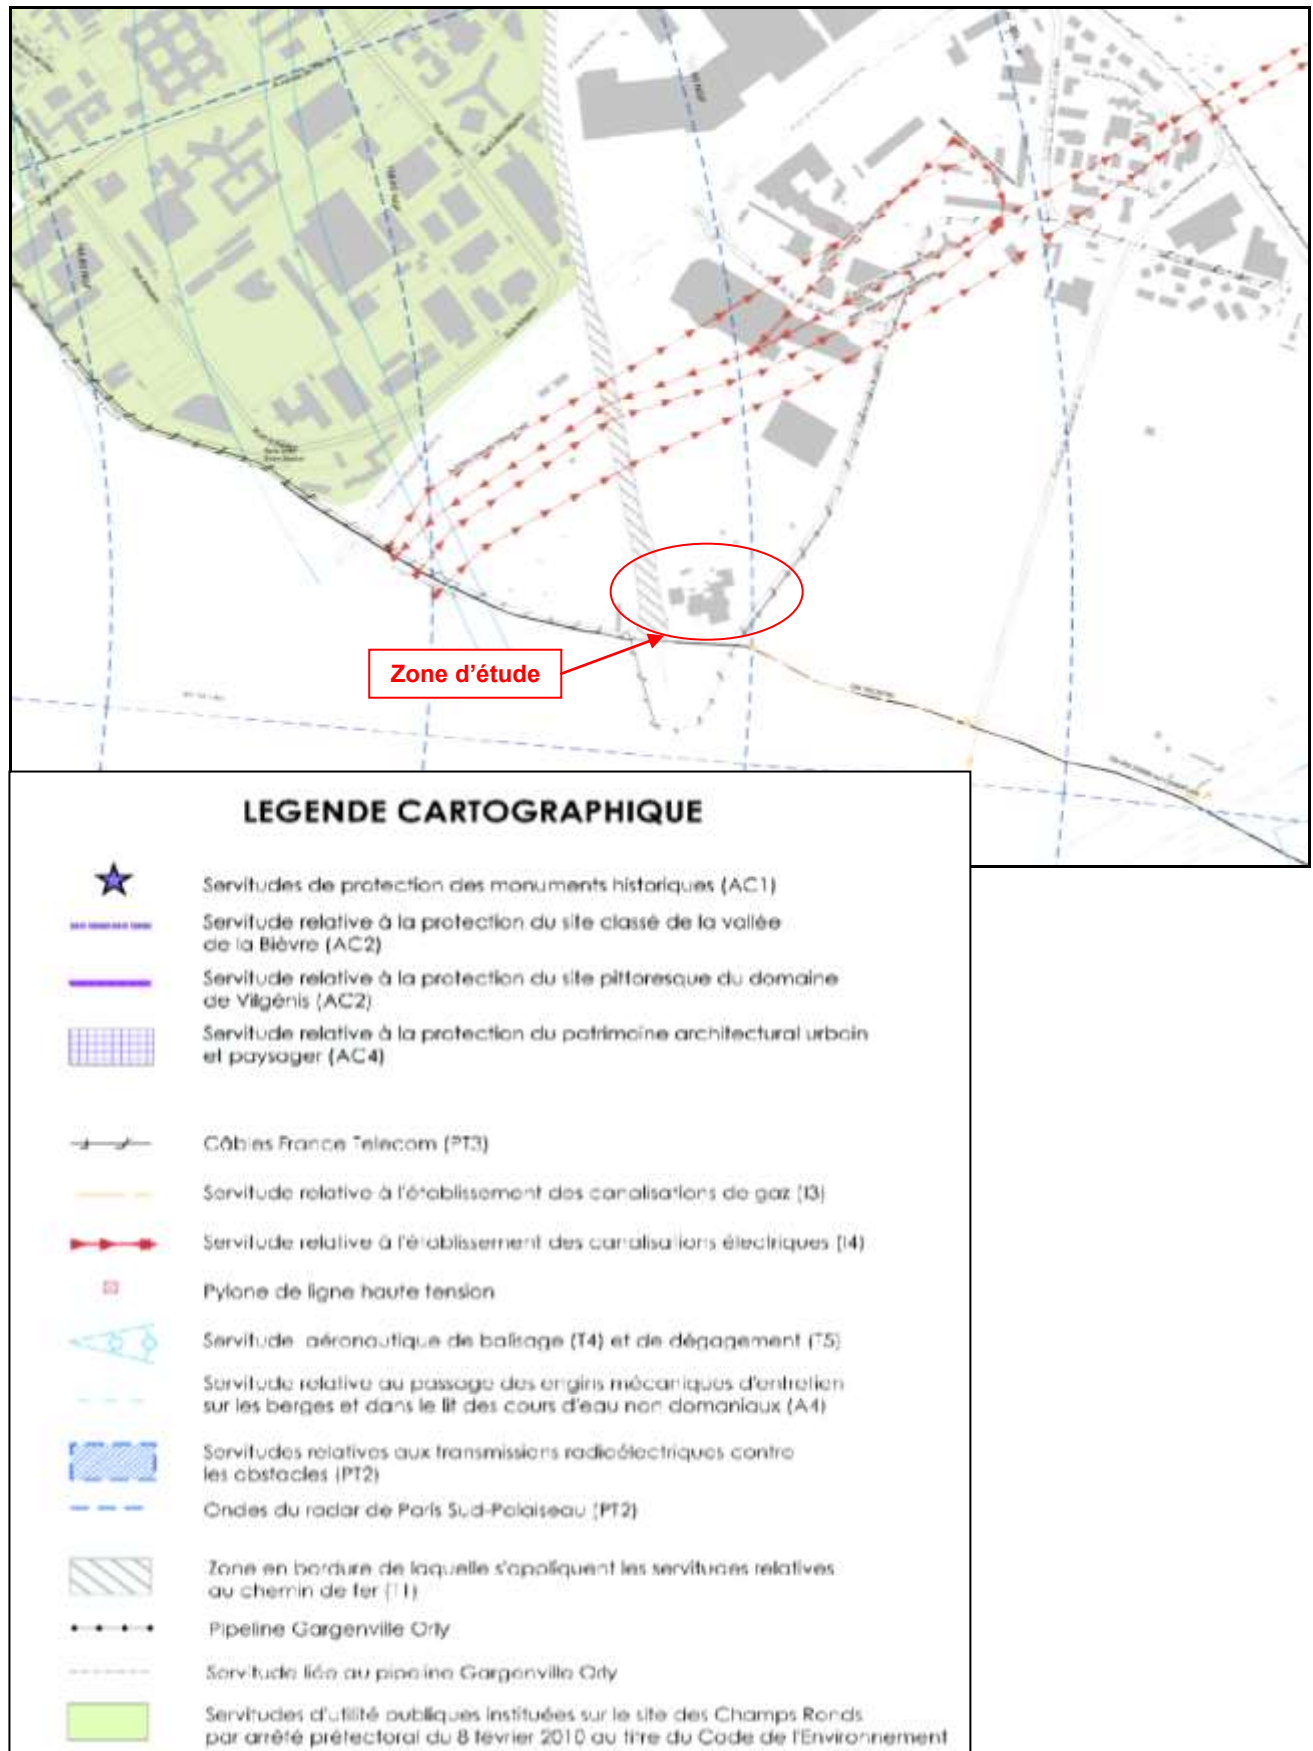 Zone d'étude
LEGENDE CARTOGRAPHIQUE
Servitudes de protection des monuments historiques (AC1)
Servitude relative à la protection du site classé de la vallée
de la Bièvre (AC2)
Servitude relative à la protection du site pittoresque du domaine
de Vilgénis (AC2)
Servitude relative à la protection du patrimoine architectural urbain
et paysager (AC4)
Câbles France Telecom (PT3)
Servitude relative à l'établissement des canalisations de gaz (I3)
Servitude relative à l'établissement des canalisations électriques (I4)
Pylone de ligne haute tension
Servitude aéronautique de balisage (T4) et de dégagement (T5)
Servitude relative au passage des engins mécaniques d'entretien
sur les berges et dans le lit des cours d'eau non domaniaux (A4)
Servitudes relatives aux transmissions radioélectriques contre
les obstacles (PT2)
Ondes du radar de Paris Sud-Palaiseau (PT2)
Zone en bordure de laquelle s'appliquent les servitudes relatives
au chemin de fer (T1)
Pipeline Gargenville Orly
Servitude liée au pipeline Gargenville Orly
Servitudes d'utilité publiques instituées sur le site des Champs Ronds
par arrêté préfectoral du 8 février 2010 au titre du Code de l'Environnement